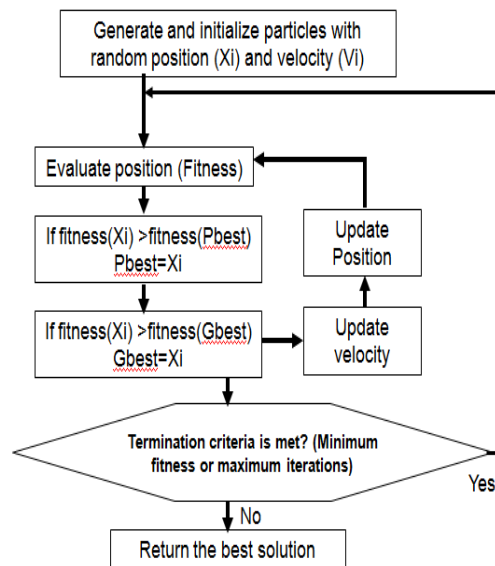 Generate and initialize particles with
random position (Xi) and velocity (Vi)
Evaluate position (Fitness)
If fitness(Xi) >fitness(Pbest)
Pbest=Xi
Update
Position
If fitness(Xi) >fitness(Gbest)
Gbest=Xi
Update
velocity
Termination criteria is met? (Minimum
fitness or maximum iterations)
Yes
No
Return the best solution